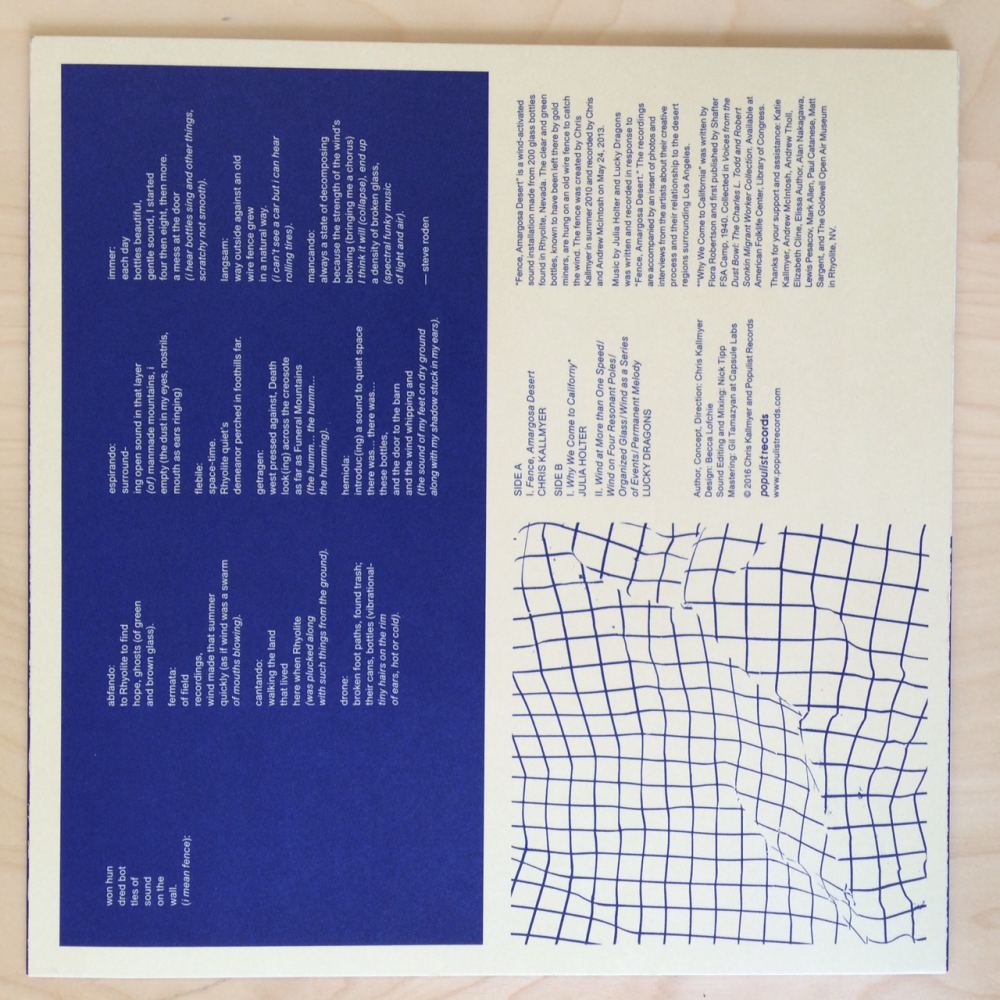 won hun
dred bot
tles of
sound
on the
wall.
(i mean fence):
abfando:
to Rhyolite to find
hope, ghosts (of green
and brown glass).
fermata:
of field
recordings,
wind made that summer
quickly (as if wind was a swarm
of mouths blowing).
cantando:
walking the land
that lived
here when Rhyolite
(was plucked along
with such things from the ground).
drone:
broken foot paths, found trash;
their cans, bottles (vibrational-
tiny hairs on the rim
of ears, hot or cold).
esprando:
surround-
ing open sound in that layer
(of) manmade mountains, i
empty (the dust in my eyes, nostrils,
mouth as ears ringing)
flebile:
space-time.
Rhyolite quiet's
demeanor perched in foothills far.
getragen:
west pressed against, Death
look(ing) across the creosote
as far as Funeral Mountains
(the humm... the humm...
the humming).
hemiola:
introduc(ing) a sound to quiet space
there was... there was...
these bottles,
and the door to the barn
and the wind whipping and
(the sound of my feet on dry ground
along with my shadow stuck in my ears).
immer:
each day
bottles beautiful,
gentle sound, I started
four then eight, then more.
a mess at the door
(i hear bottles sing and other things,
scratchy not smooth).
langsam:
way outside against an old
wire fence grew
in a natural way.
(i can't see a car but i can hear
rolling tires).
mancando:
always a state of decomposing
because the strength of the wind's
blowing (bringing me a chorus)
I think I will (collapse), end up
a density of broken glass,
(spectral funky music
of light and air).
— steve roden
SIDE A
I. Fence, Amargosa Desert
CHRIS KALLMYER
SIDE B
I. Why We Come to Californy*
JULIA HOLTER
II. Wind at More than One Speed/
Wind on Four Resonant Poles/
Organized Glass/Wind as a Series
of Events/Permanent Melody
LUCKY DRAGONS
Author, Concept, Direction: Chris Kallmyer
Design: Becca Lofchie
Sound Editing and Mixing: Nick Tipp
Mastering: Gil Tamazyan at Capsule Labs
© 2016 Chris Kallmyer and Populist Records
populist records
www.populistrecords.com
"Fence, Amargosa Desert" is a wind-activated
sound installation made from 200 glass bottles
found in Rhyolite, Nevada. The clear and green
bottles, known to have been left there by gold
miners, are hung on an old wire fence to catch
the wind. The fence was created by Chris
Kallmyer in summer 2010 and recorded by Chris
and Andrew McIntosh on May 24, 2013.
Music by Julia Holter and Lucky Dragons
was written and recorded in response to
"Fence, Amargosa Desert." The recordings
are accompanied by an insert of photos and
interviews from the artists about their creative
process and their relationship to the desert
regions surrounding Los Angeles.
*"Why We Come to California" was written by
Flora Robertson and first published by Shafter
FSA Camp, 1940. Collected in Voices from the
Dust Bowl: The Charles L. Todd and Robert
Sonkin Migrant Worker Collection. Available at
American Folklife Center, Library of Congress.
Thanks for your support and assistance: Katie
Kallmyer, Andrew McIntosh, Andrew Tholl,
Elizabeth Cline, Elissa Author, Alan Nakagawa,
Lewis Pesacov, Mark Allen, Paul Catanese, Matt
Sargent, and The Goldwell Open Air Museum
in Rhyolite, NV.